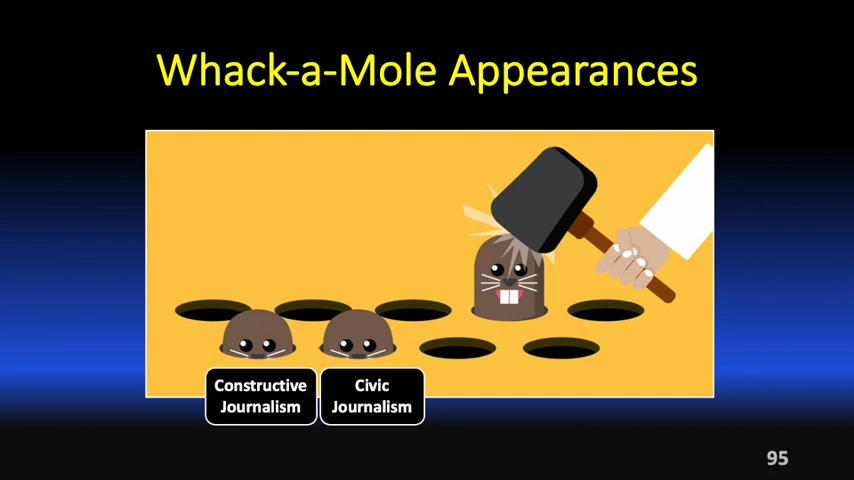 Whack-a-Mole Appearances
Constructive
Journalism
Civic
Journalism
95